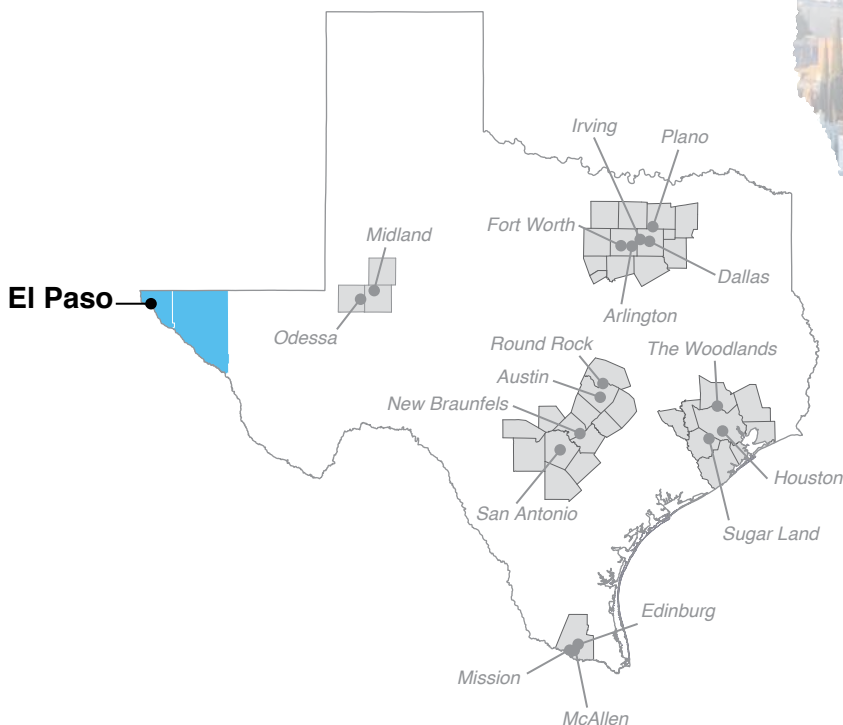 Irving
Plano
Fort Worth
Midland
Dallas
El Paso
Arlington
Odessa
Round Rock
The Woodlands
Austin
New Braunfels
Houston
San Antonio
Sugar Land
Edinburg
Mission
McAllen